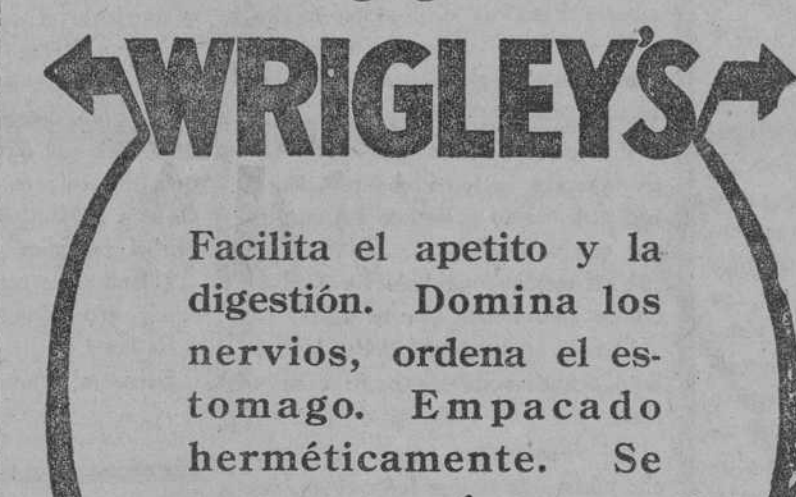 WRIGLEY'S
Facilita el apetito y la
digestión. Domina los
nervios, ordena el es-
tomago. Empacado
herméticamente. Se